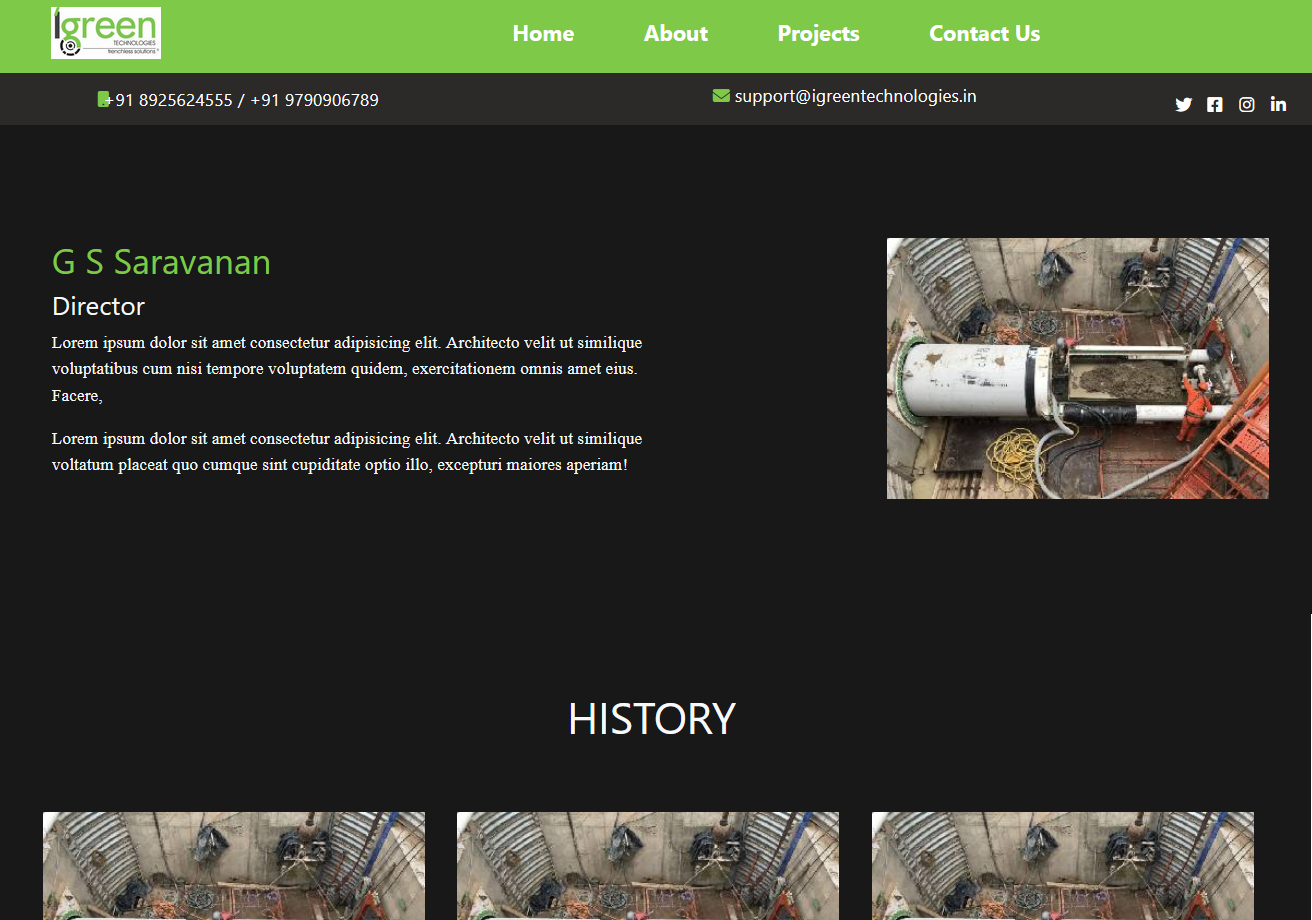 igreen
TECHNOLOGIES
trenchless solutions
Home About Projects Contact Us
+91 8925624555 / +91 9790906789
support@igreentechnologies.in
G S Saravanan
Director
Lorem ipsum dolor sit amet consectetur adipisicing elit. Architecto velit ut similique
voluptatibus cum nisi tempore voluptatem quidem, exercitationem omnis amet eius.
Facere,
Lorem ipsum dolor sit amet consectetur adipisicing elit. Architecto velit ut similique
voltatum placeat quo cumque sint cupiditate optio illo, excepturi maiores aperiam!
HISTORY